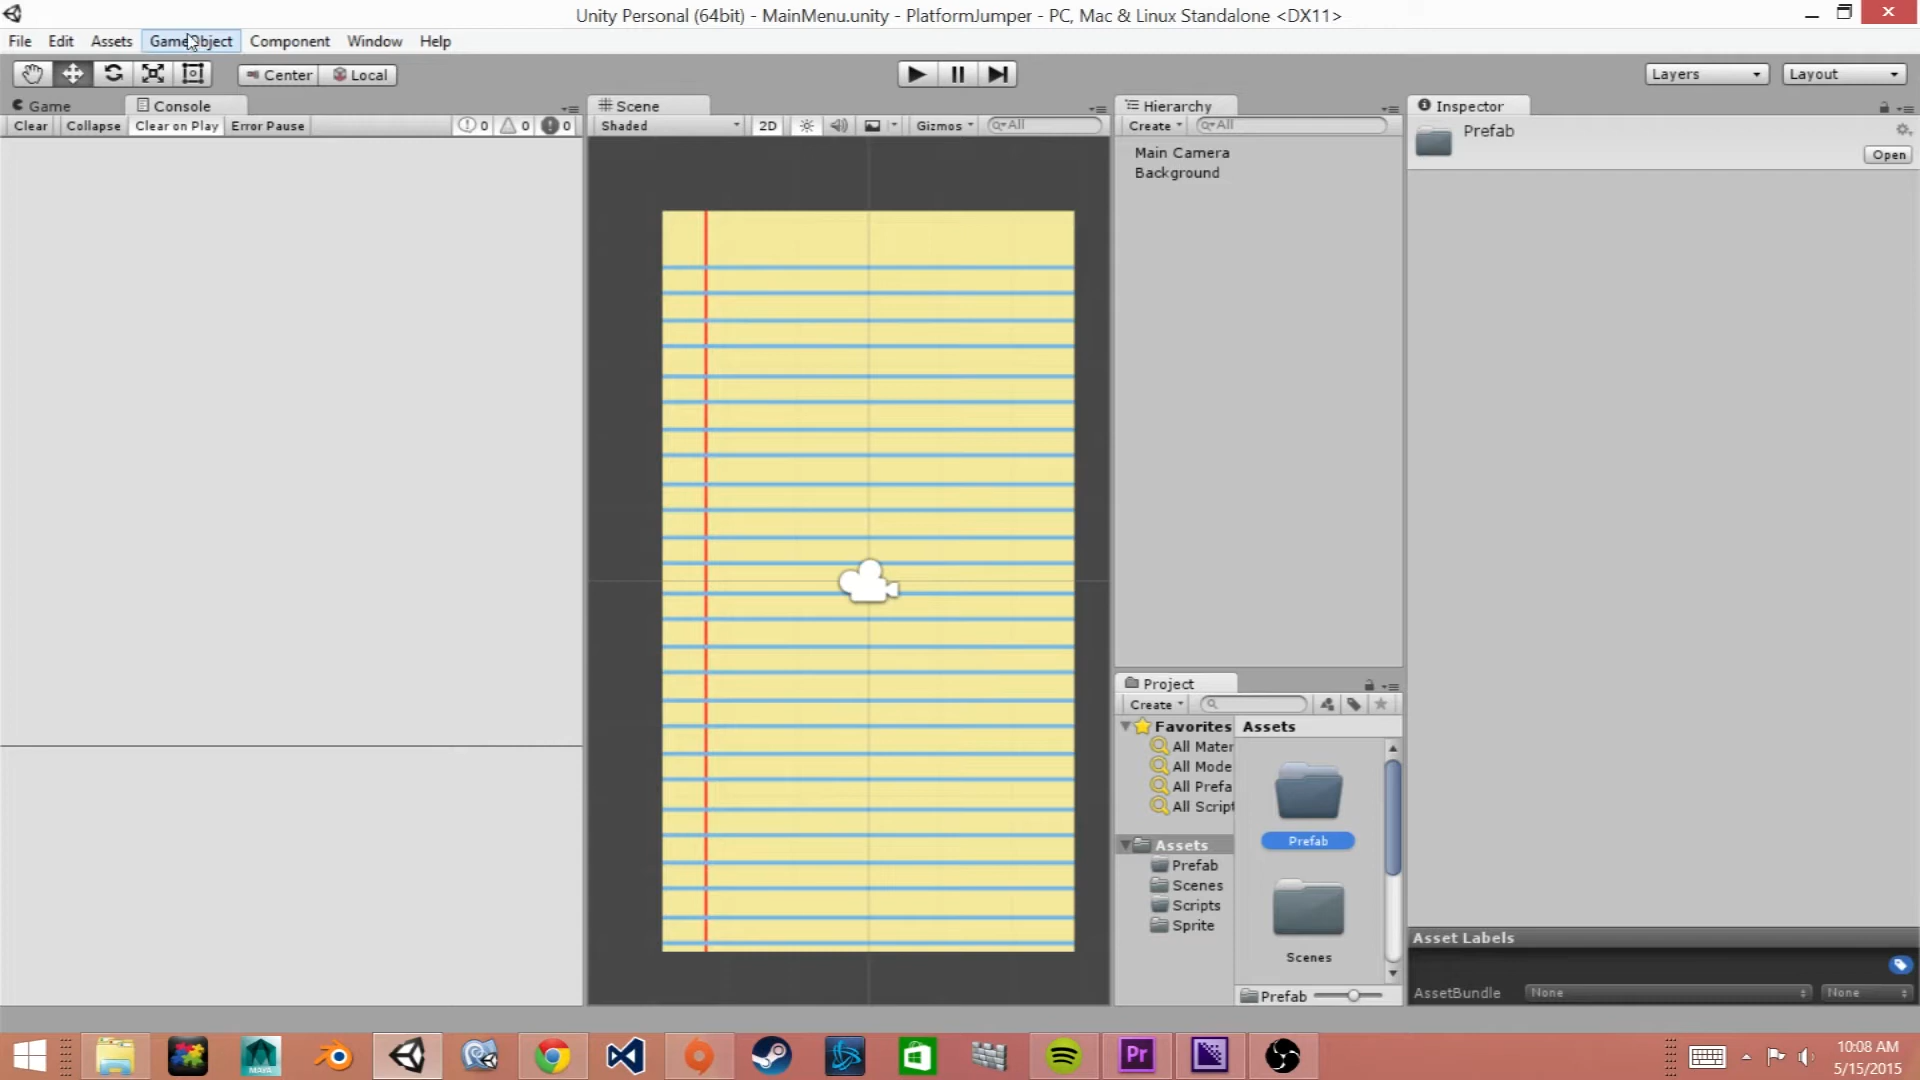 Unity Personal (64bit) - MainMenu.unity - PlatformJumper - PC, Mac & Linux Standalone <DX11>
File Edit Assets GameObject Component Window Help
Center Local Layers Layout
Game Console Scene Hierarchy Inspector
Clear Collapse Clear on Play Error Pause 0 0 0 Shaded 2D Gizmos All Create All Prefab
Open
Main Camera
Background
Project
Create
Favorites Assets
All Mater
All Mode
All Prefa
All Script
Prefab
Assets
Prefab
Scenes
Scripts
Sprite
Scenes
Prefab
Asset Labels
AssetBundle None None
MAYA Pr
10:08 AM
5/15/2015